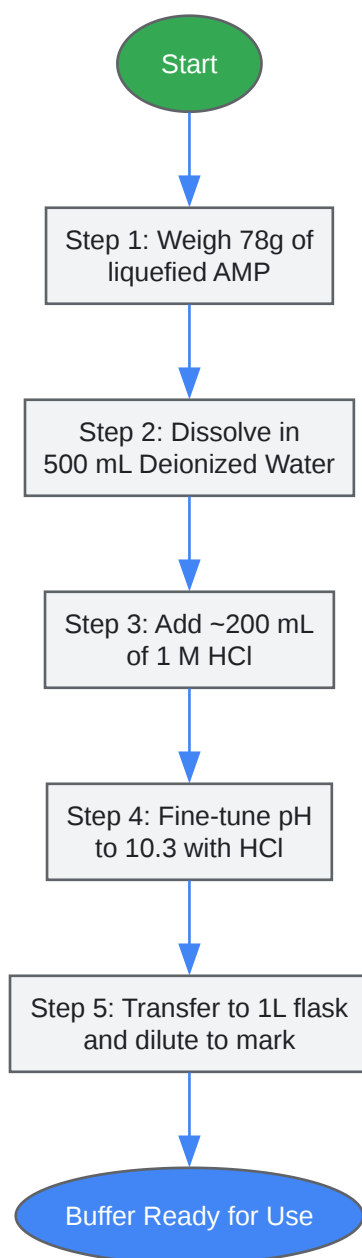 Start
Step 1: Weigh 78g of
liquefied AMP
Step 2: Dissolve in
500 mL Deionized Water
Step 3: Add ~200 mL
of 1 M HCl
Step 4: Fine-tune pH
to 10.3 with HCl
Step 5: Transfer to 1L flask
and dilute to mark
Buffer Ready for Use